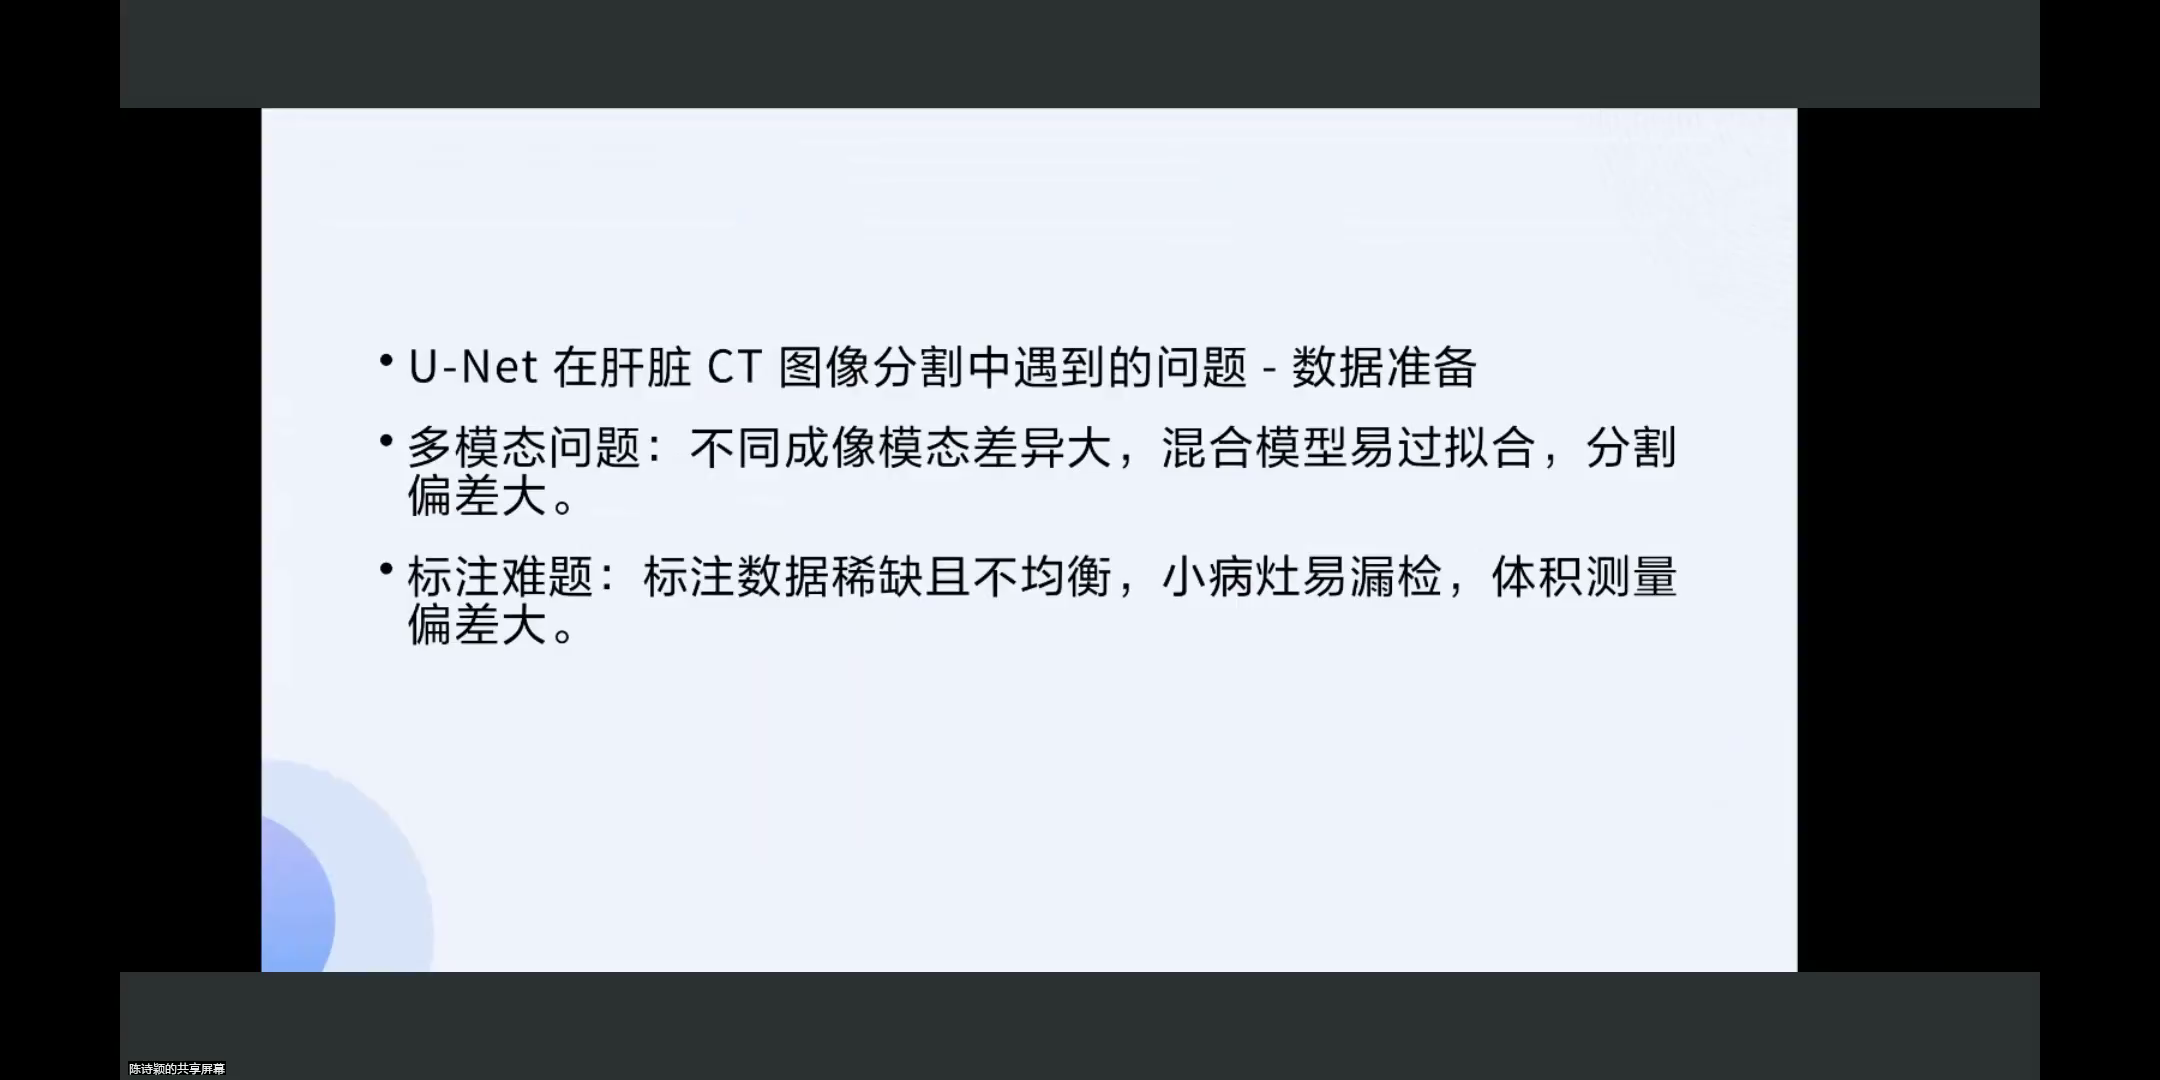 • U-Net 在肝脏 CT 图像分割中遇到的问题 - 数据准备
• 多模态问题：不同成像模态差异大，混合模型易过拟合，分割
偏差大。
• 标注难题：标注数据稀缺且不均衡，小病灶易漏检，体积测量
偏差大。
陈诗颖的共享屏幕